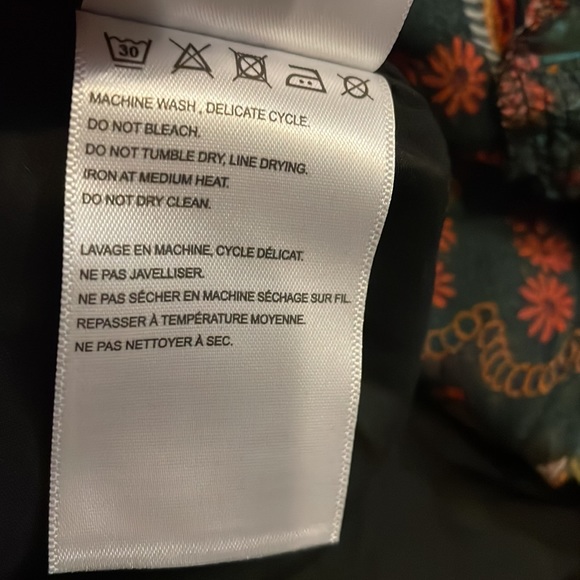 30
MACHINE WASH, DELICATE CYCLE.
DO NOT BLEACH.
DO NOT TUMBLE DRY, LINE DRYING.
IRON AT MEDIUM HEAT.
DO NOT DRY CLEAN.
LAVAGE EN MACHINE, CYCLE DÉLICAT.
NE PAS JAVELLISER.
NE PAS SÉCHER EN MACHINE SÉCHAGE SUR FIL.
REPASSER À TEMPÉRATURE MOYENNE.
NE PAS NETTOYER À SEC.